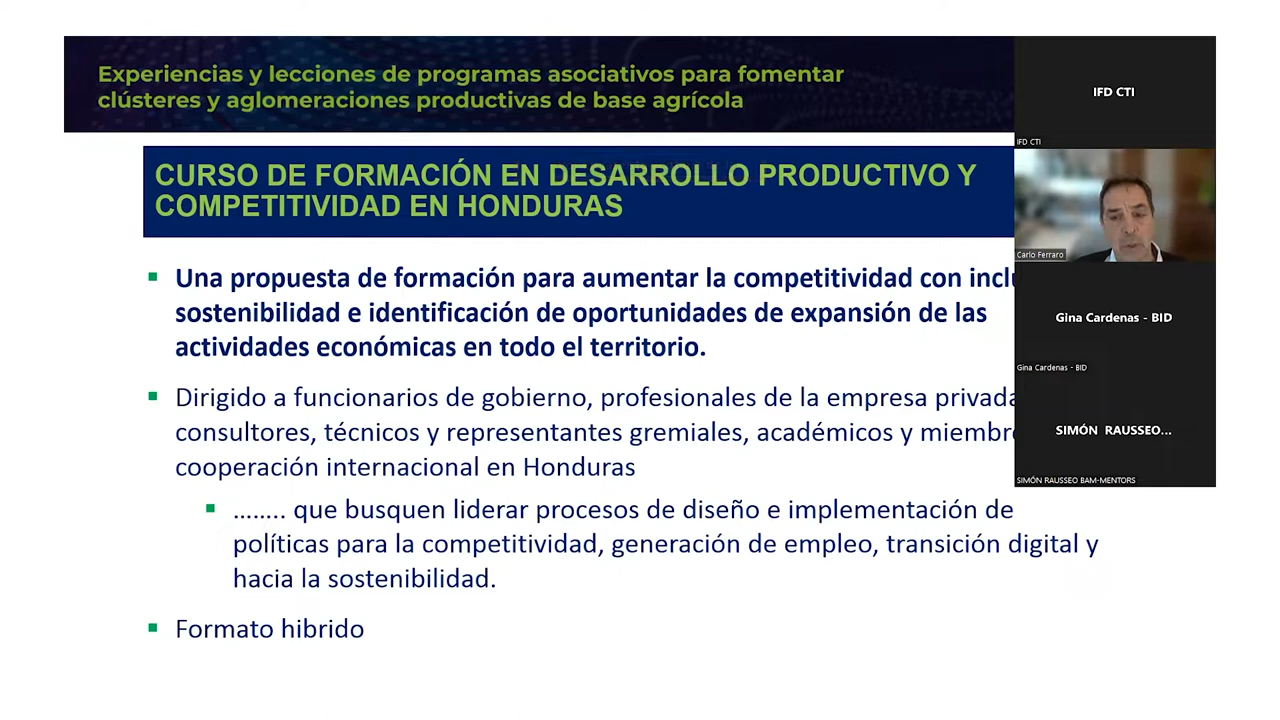 Experiencias y lecciones de programas asociativos para fomentar
clústeres y aglomeraciones productivas de base agrícola
CURSO DE FORMACIÓN EN DESARROLLO PRODUCTIVO Y
COMPETITIVIDAD EN HONDURAS
Una propuesta de formación para aumentar la competitividad con
sostenibilidad e identificación de oportunidades de expansión de las
actividades económicas en todo el territorio.
Dirigido a funcionarios de gobierno, profesionales de la empresa privada
consultores, técnicos y representantes gremiales, académicos y
cooperación internacional en Honduras
…….. que busquen liderar procesos de diseño e implementación de
políticas para la competitividad, generación de empleo, transición digital y
hacia la sostenibilidad.
Formato hibrido
IFD CTI
IFD CTI
Carlo Ferraro
Gina Cardenas - BID
Gina Cardenas - BID
SIMÓN RAUSSEO...
SIMÓN RAUSSEO BAM-MENTORS